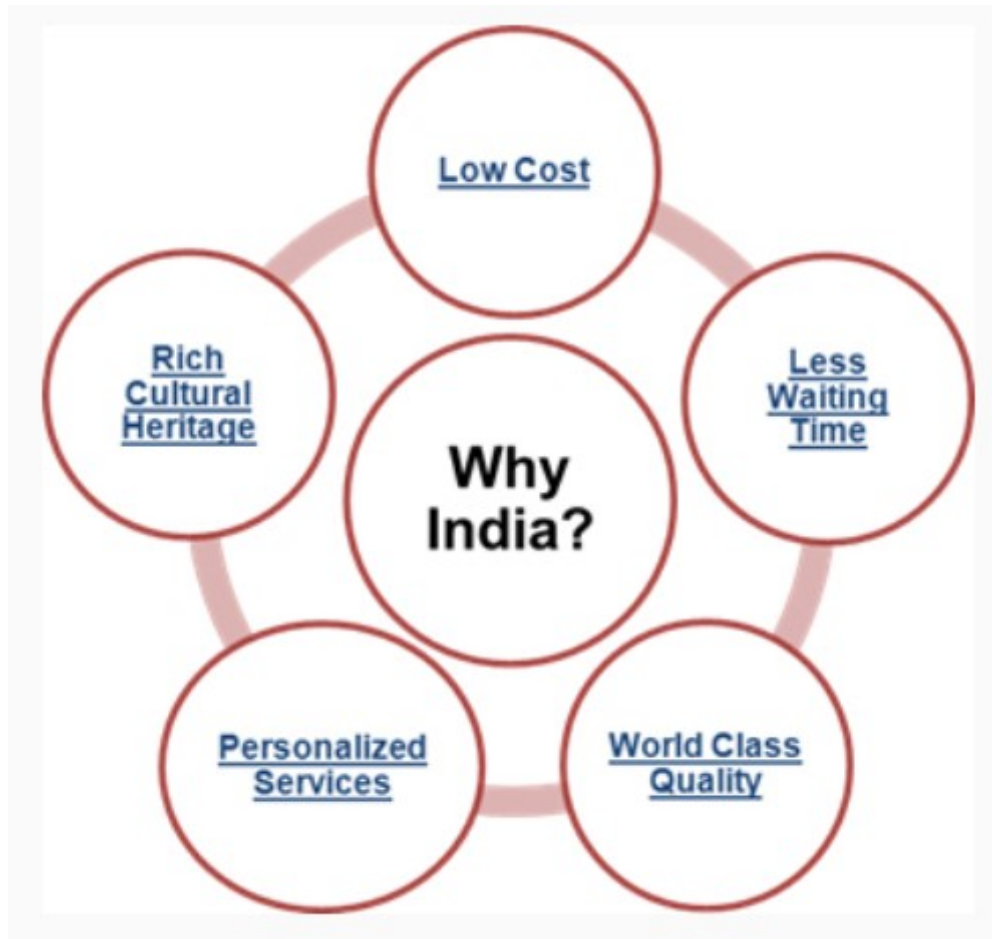 Low Cost
Less
Waiting
Time
World Class
Quality
Personalized
Services
Rich
Cultural
Heritage
Why
India?